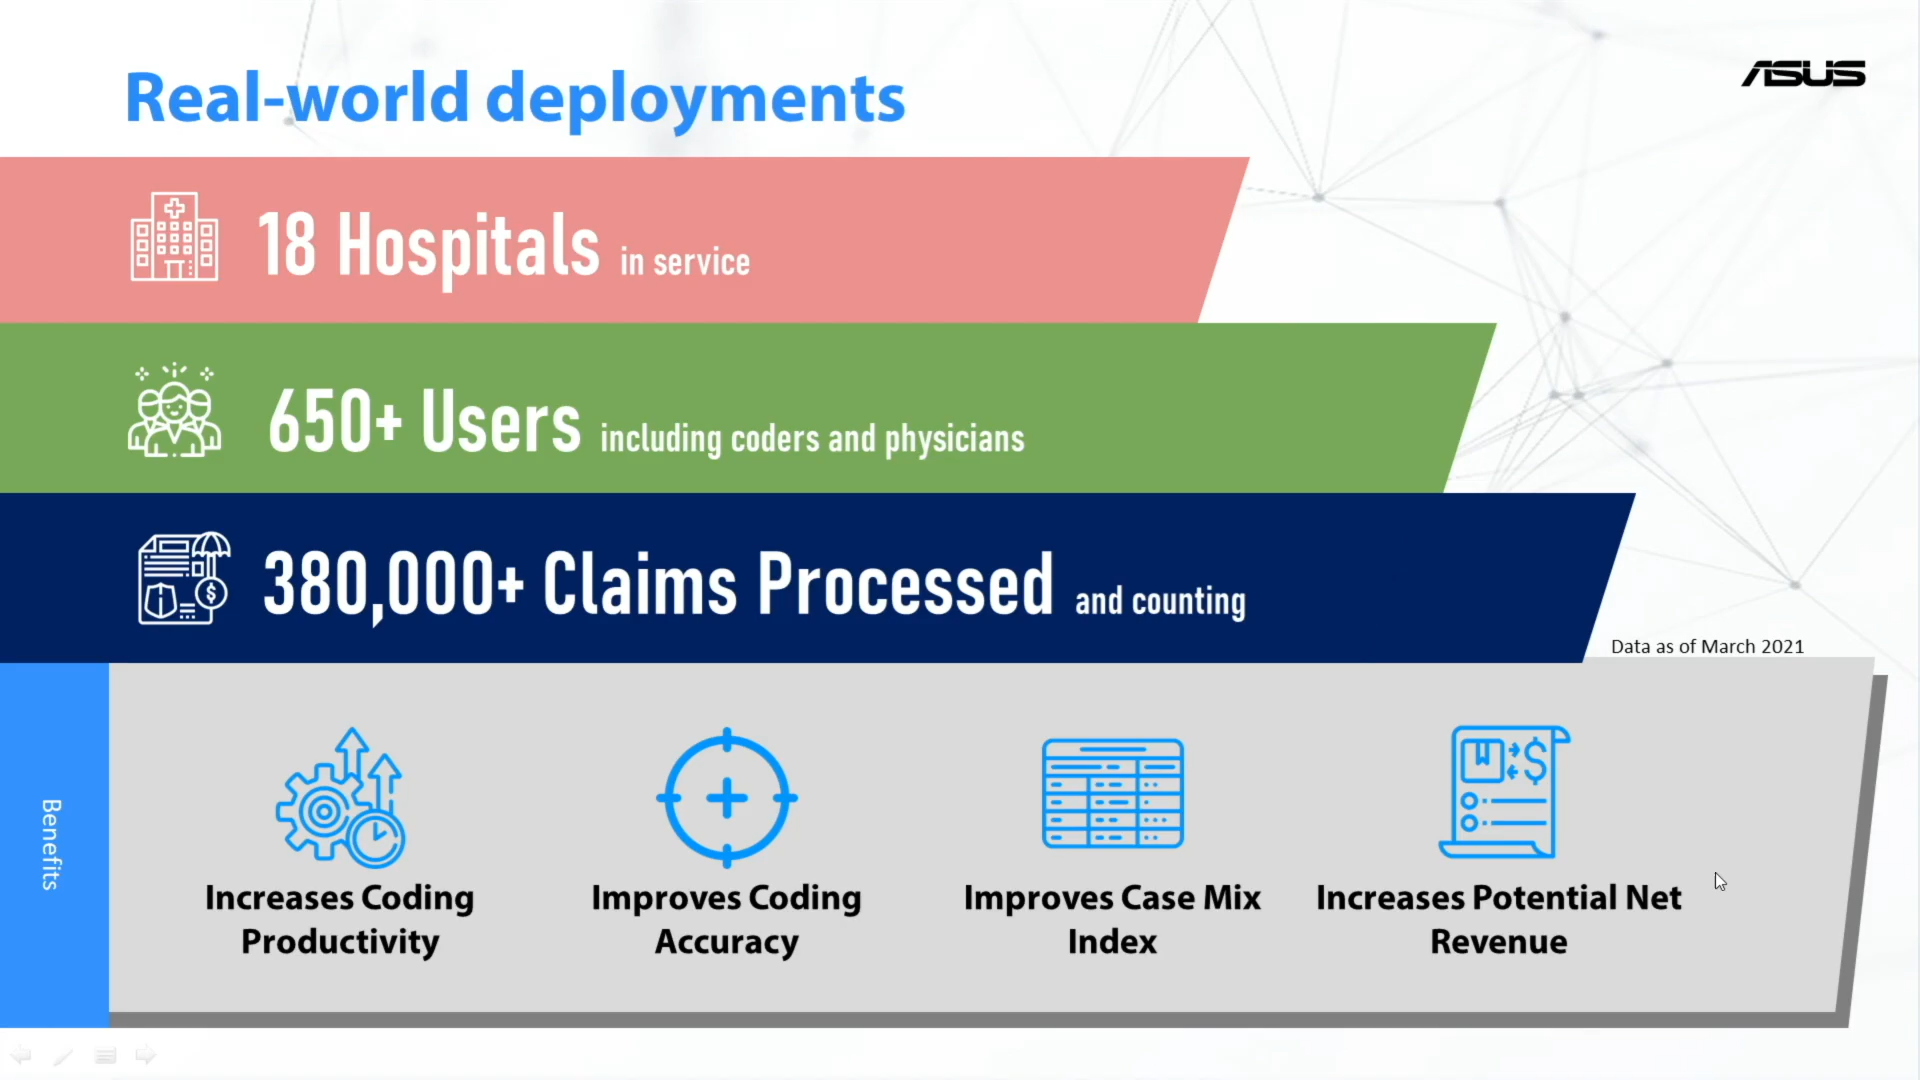 Real-world deployments
ASUS
18 Hospitals in service
650+ Users including coders and physicians
380,000+ Claims Processed and counting
Data as of March 2021
Benefits
Increases Coding
Productivity
Improves Coding
Accuracy
Improves Case Mix
Index
Increases Potential Net
Revenue